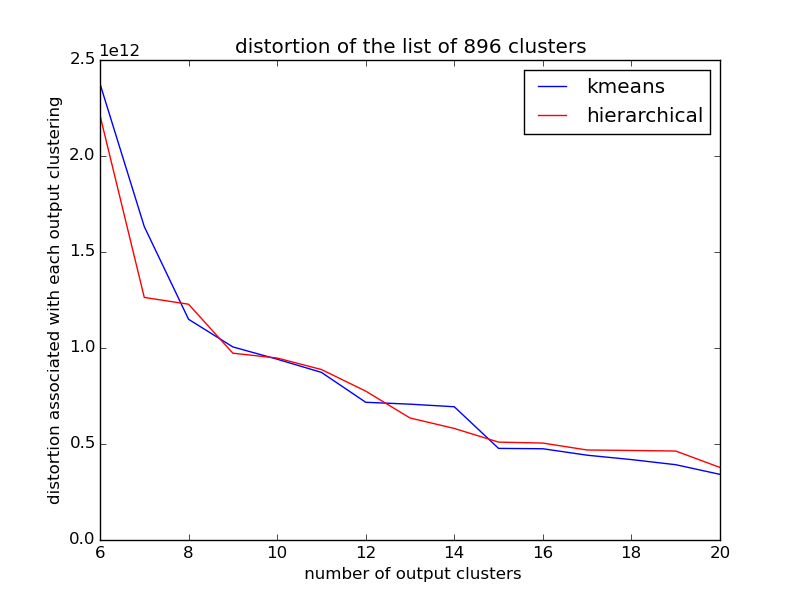 distortion of the list of 896 clusters
1e12
kmeans
hierarchical
distortion associated with each output clustering
2.5
2.0
1.5
1.0
0.5
0.0
6 8 10 12 14 16 18 20
number of output clusters